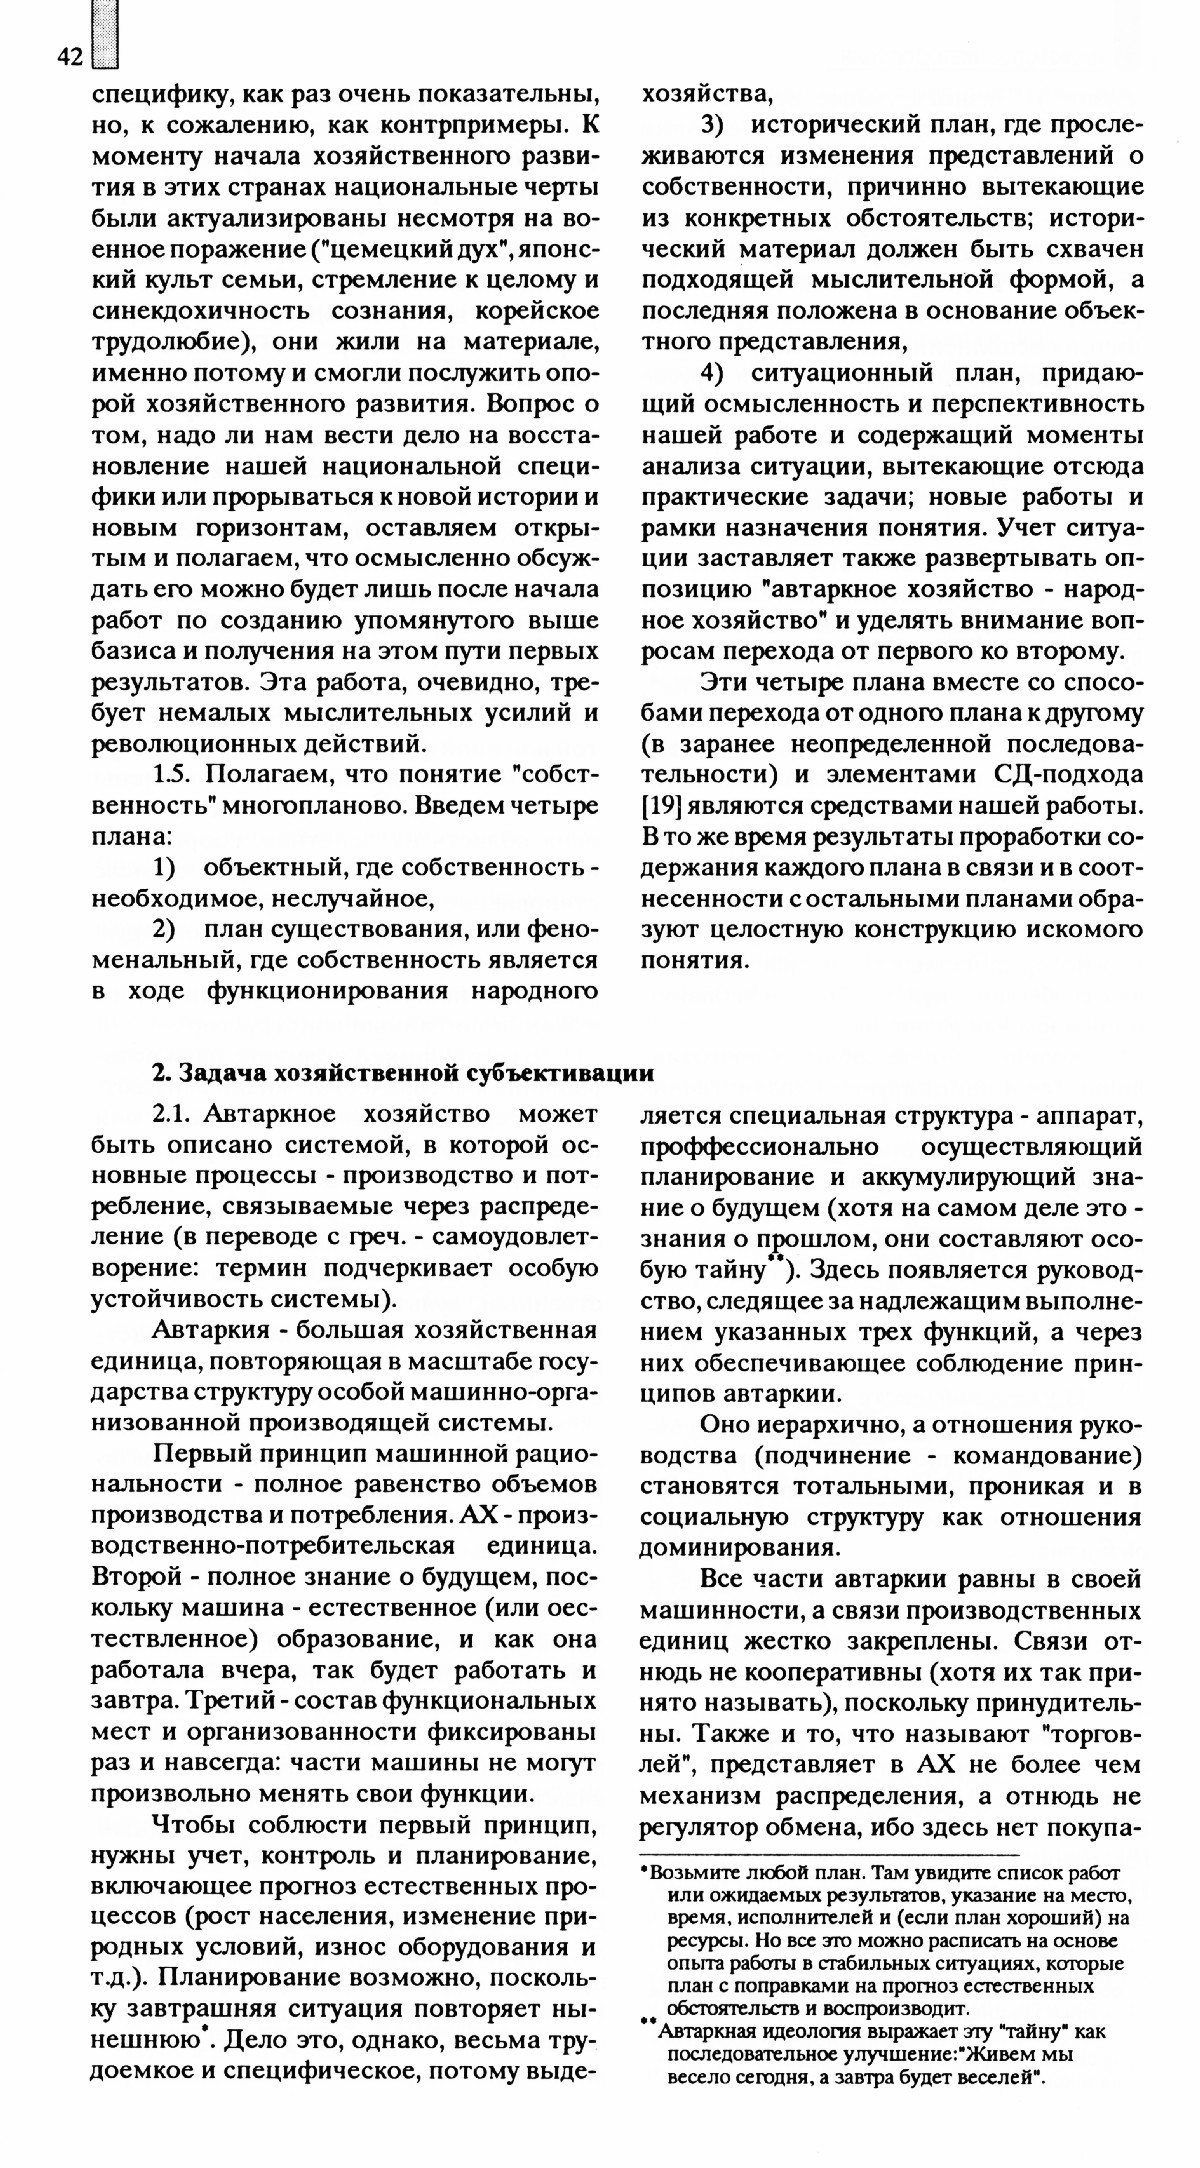 42
специфику, как раз очень показательны,
но, к сожалению, как контрпримеры. К
моменту начала хозяйственного разви-
тия в этих странах национальные черты
были актуализированы несмотря на во-
енное поражение ("цемецкий дух", японс-
кий культ семьи, стремление к целому и
синекдохичность сознания, корейское
трудолюбие), они жили на материале,
именно потому и смогли послужить опо-
рой хозяйственного развития. Вопрос о
том, надо ли нам вести дело на восста-
новление нашей национальной специ-
фики или прорываться к новой истории и
новым горизонтам, оставляем откры-
тым и полагаем, что осмысленно обсуж-
дать его можно будет лишь после начала
работ по созданию упомянутого выше
базиса и получения на этом пути первых
результатов. Эта работа, очевидно, тре-
бует немалых мыслительных усилий и
революционных действий.
1.5. Полагаем, что понятие "собст-
венность" многопланово. Введем четыре
плана:
1) объектный, где собственность -
необходимое, неслучайное,
2) план существования, или фено-
менальный, где собственность является
в ходе функционирования народного
хозяйства,
3) исторический план, где просле-
живаются изменения представлений о
собственности, причинно вытекающие
из конкретных обстоятельств; истори-
ческий материал должен быть схвачен
подходящей мыслительной формой, а
последняя положена в основание объек-
тного представления,
4) ситуационный план, придаю-
щий осмысленность и перспективность
нашей работе и содержащий моменты
анализа ситуации, вытекающие отсюда
практические задачи; новые работы и
рамки назначения понятия. Учет ситуа-
ции заставляет также развертывать оп-
позицию "автаркное хозяйство - народ-
ное хозяйство" и уделять внимание воп-
росам перехода от первого ко второму.
Эти четыре плана вместе со спосо-
бами перехода от одного плана к другому
(в заранее неопределенной последова-
тельности) и элементами СД-подхода
[19] являются средствами нашей работы.
В то же время результаты проработки со-
держания каждого плана в связи и в соот-
несенности с остальными планами обра-
зуют целостную конструкцию искомого
понятия.
2. Задача хозяйственной субъективации
2.1. Автаркное хозяйство может
быть описано системой, в которой ос-
новные процессы - производство и пот-
ребление, связываемые через распреде-
ление (в переводе с греч. - самоудовлет-
ворение: термин подчеркивает особую
устойчивость системы).
Автаркия - большая хозяйственная
единица, повторяющая в масштабе госу-
дарства структуру особой машинно-орга-
низованной производящей системы.
Первый принцип машинной рацио-
нальности - полное равенство объемов
производства и потребления. АХ - произ-
водственно-потребительская единица.
Второй - полное знание о будущем, пос-
кольку машина - естественное (или оес-
тествленное) образование, и как она
работала вчера, так будет работать и
завтра. Третий - состав функциональных
мест и организованности фиксированы
раз и навсегда: части машины не могут
произвольно менять свои функции.
Чтобы соблюсти первый принцип,
нужны учет, контроль и планирование,
включающее прогноз естественных про-
цессов (рост населения, изменение при-
родных условий, износ оборудования и
т.д.). Планирование возможно, посколь-
ку завтрашняя ситуация повторяет ны-
нешнюю*. Дело это, однако, весьма тру-
доемкое и специфическое, потому выде-
ляется специальная структура - аппарат,
проффессионально осуществляющий
планирование и аккумулирующий зна-
ние о будущем (хотя на самом деле это -
знания о прошлом, они составляют осо-
бую тайну**). Здесь появляется руковод-
ство, следящее за надлежащим выполне-
нием указанных трех функций, а через
них обеспечивающее соблюдение прин-
ципов автаркии.
Оно иерархично, а отношения руко-
водства (подчинение - командование)
становятся тотальными, проникая и в
социальную структуру как отношения
доминирования.
Все части автаркии равны в своей
машинности, а связи производственных
единиц жестко закреплены. Связи от-
нюдь не кооперативны (хотя их так при-
нято называть), поскольку принудитель-
ны. Также и то, что называют "торгов-
лей", представляет в АХ не более чем
механизм распределения, а отнюдь не
регулятор обмена, ибо здесь нет покупа-
*Возьмите любой план. Там увидите список работ
или ожидаемых результатов, указание на место,
время, исполнителей и (если план хороший) на
ресурсы. Но все это можно расписать на основе
опыта работы в стабильных ситуациях, которые
план с поправками на прогноз естественных
обстоятельств и воспроизводит.
**Автаркная идеология выражает эту "тайну" как
последовательное улучшение:"Живем мы
весело сегодня, а завтра будет веселей".